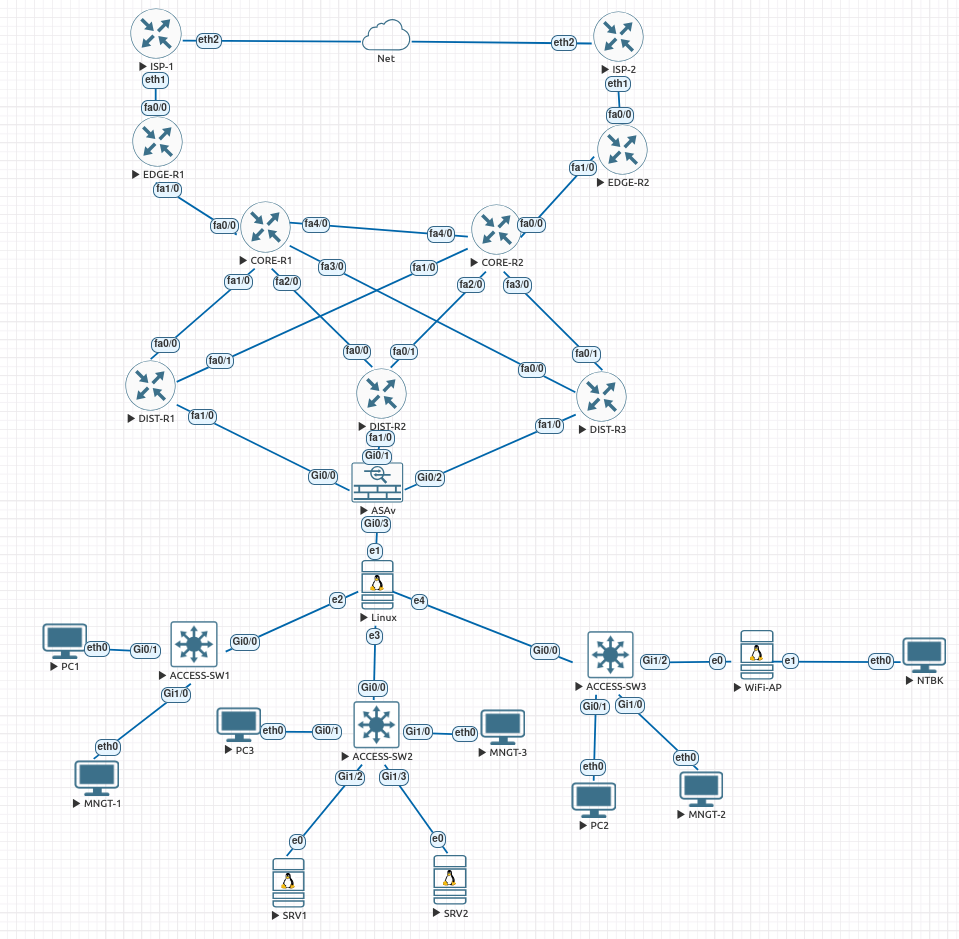 eth2
eth2
Net
ISP-1
ISP-2
eth1
eth1
fa0/0
fa0/0
EDGE-R1
EDGE-R2
fa1/0
fa1/0
fa0/0
fa4/0
fa4/0
fa0/0
CORE-R1
CORE-R2
fa1/0
fa2/0
fa3/0
fa1/0
fa2/0
fa3/0
fa0/0
fa0/1
fa0/0
fa0/1
fa0/0
fa0/1
DIST-R1
DIST-R2
DIST-R3
fa1/0
fa1/0
fa1/0
Gi0/0
Gi0/1
Gi0/2
ASAv
Gi0/3
e1
Linux
e2
e4
e3
PC1
eth0
Gi0/1
Gi0/0
ACCESS-SW1
Gi1/0
eth0
MNGT-1
Gi0/0
PC3
eth0
Gi0/1
Gi1/0
eth0
MNGT-3
ACCESS-SW2
Gi1/2
Gi1/3
e0
e0
SRV1
SRV2
Gi0/0
Gi1/2
e0
e1
eth0
NTBK
WiFi-AP
ACCESS-SW3
Gi0/1
Gi1/0
eth0
eth0
PC2
MNGT-2